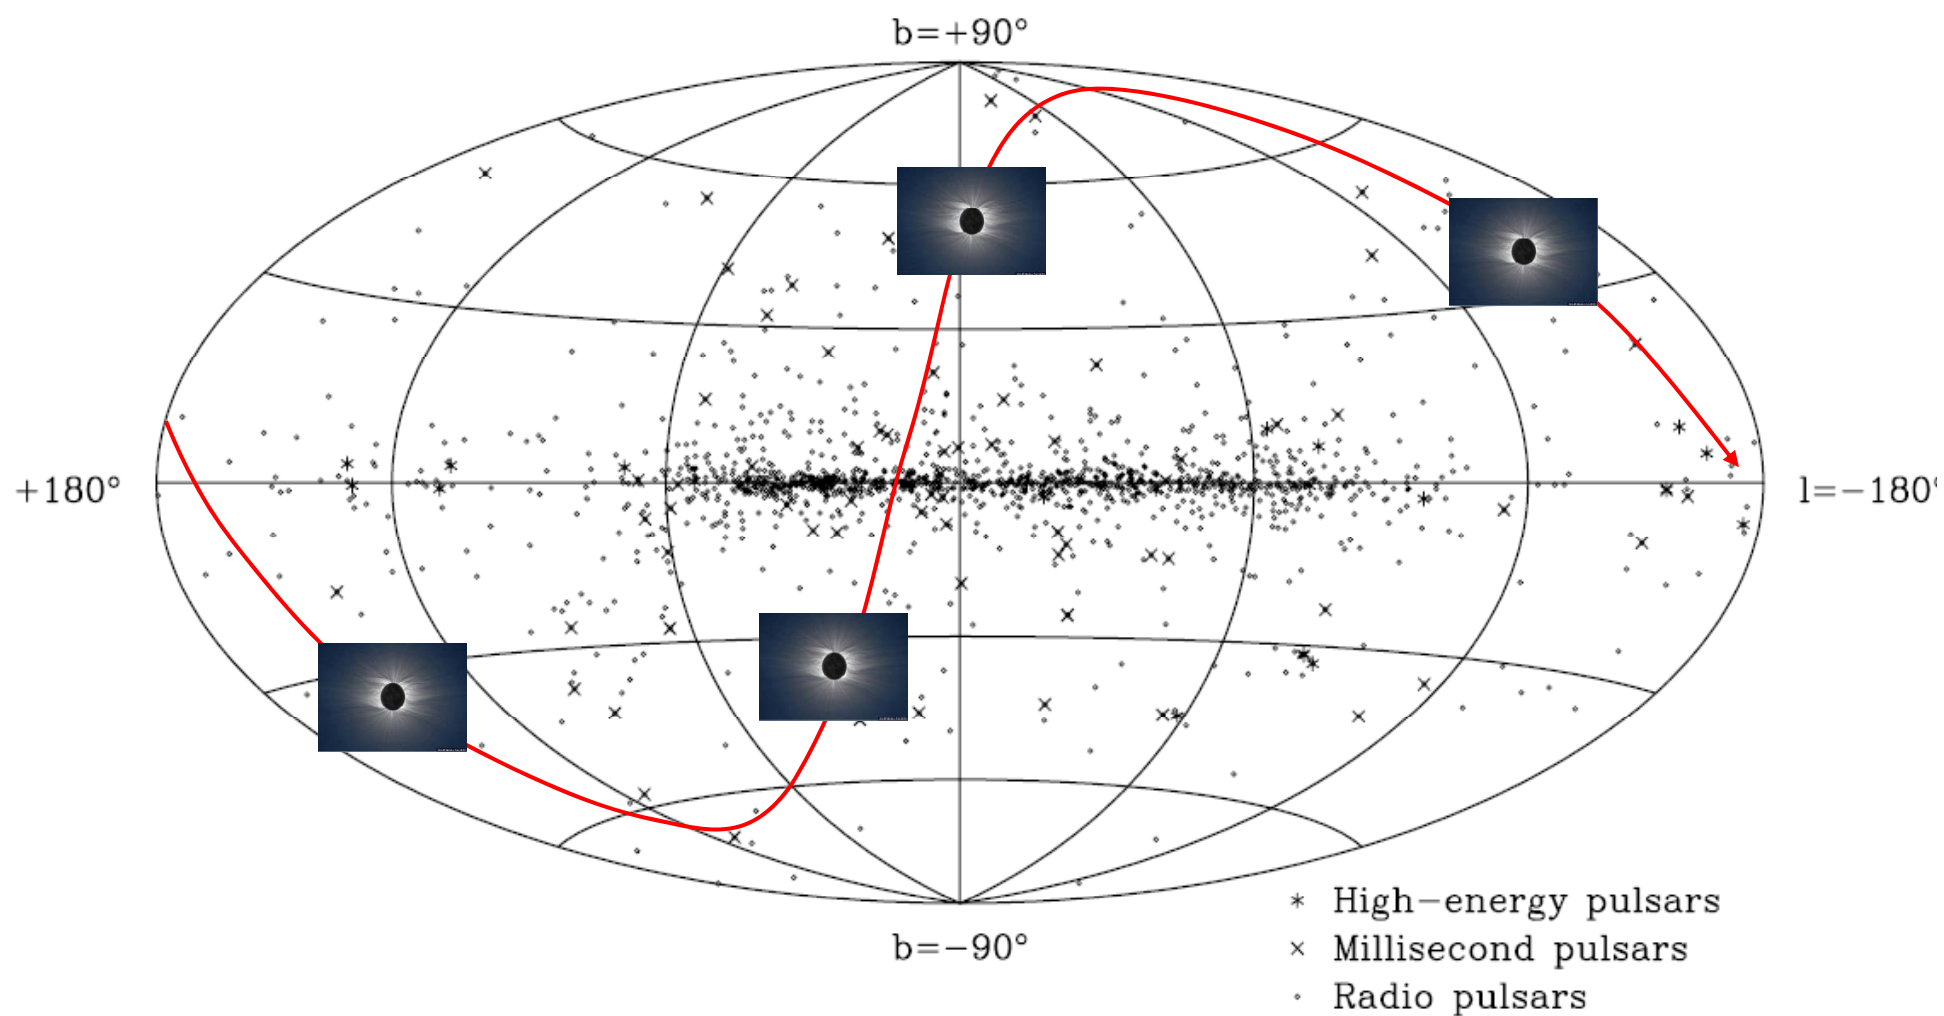 b=+90°
+180°
l=−180°
b=−90°
High−energy pulsars
Millisecond pulsars
Radio pulsars